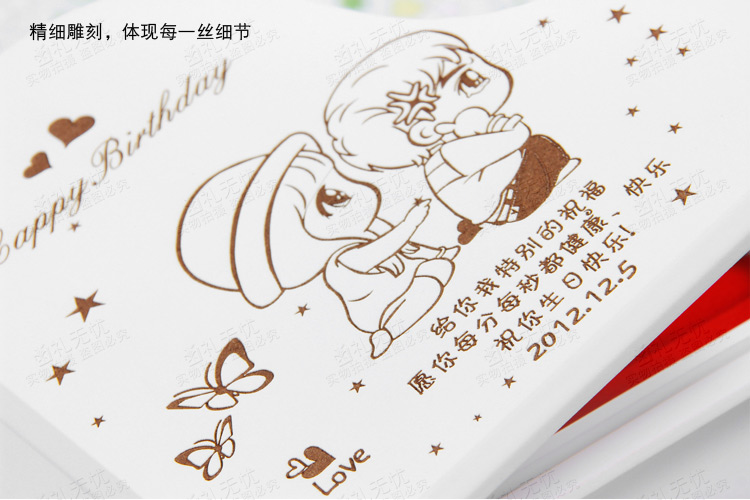 精细雕刻，体现每一丝细节
Happy Birthday
给你我特别的祝福
愿你每分每秒都健康、快乐
祝你生日快乐!
2012.12.5
Love